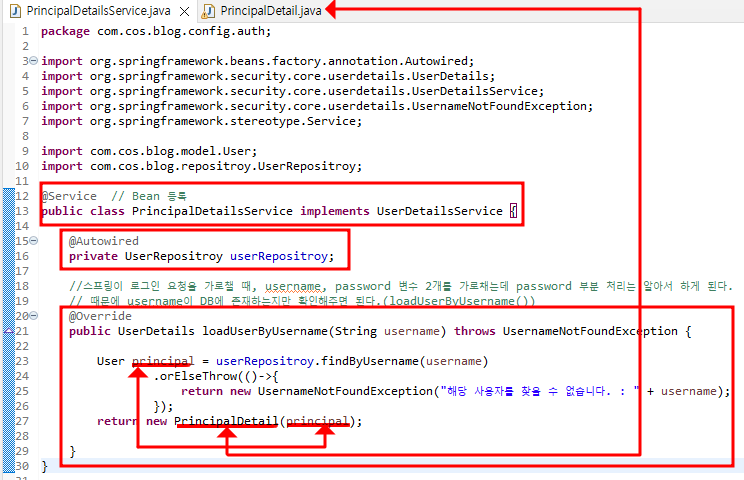 PrincipalDetailsService.java PrincipalDetail.java
1 package com.cos.blog.config.auth;
2
3 import org.springframework.beans.factory.annotation.Autowired;
4 import org.springframework.security.core.userdetails.UserDetails;
5 import org.springframework.security.core.userdetails.UserDetailsService;
6 import org.springframework.security.core.userdetails.UsernameNotFoundException;
7 import org.springframework.stereotype.Service;
8
9 import com.cos.blog.model.User;
10 import com.cos.blog.repositroy.UserRepositroy;
11
12 @Service // Bean 등록
13 public class PrincipalDetailsService implements UserDetailsService {
14
15 @Autowired
16 private UserRepositroy userRepositroy;
17
18 //스프링이 로그인 요청을 가로챌 때, username, password 변수 2개를 가로채는데 password 부분 처리는 알아서 하게 된다.
19 // 때문에 username이 DB에 존재하는지만 확인해주면 된다.(loadUserByUsername())
20 @Override
21 public UserDetails loadUserByUsername(String username) throws UsernameNotFoundException {
22
23 User principal = userRepositroy.findByUsername(username)
24 .orElseThrow(()->{
25 return new UsernameNotFoundException("해당 사용자를 찾을 수 없습니다. : " + username);
26 });
27 return new PrincipalDetail(principal);
28
29 }
30 }